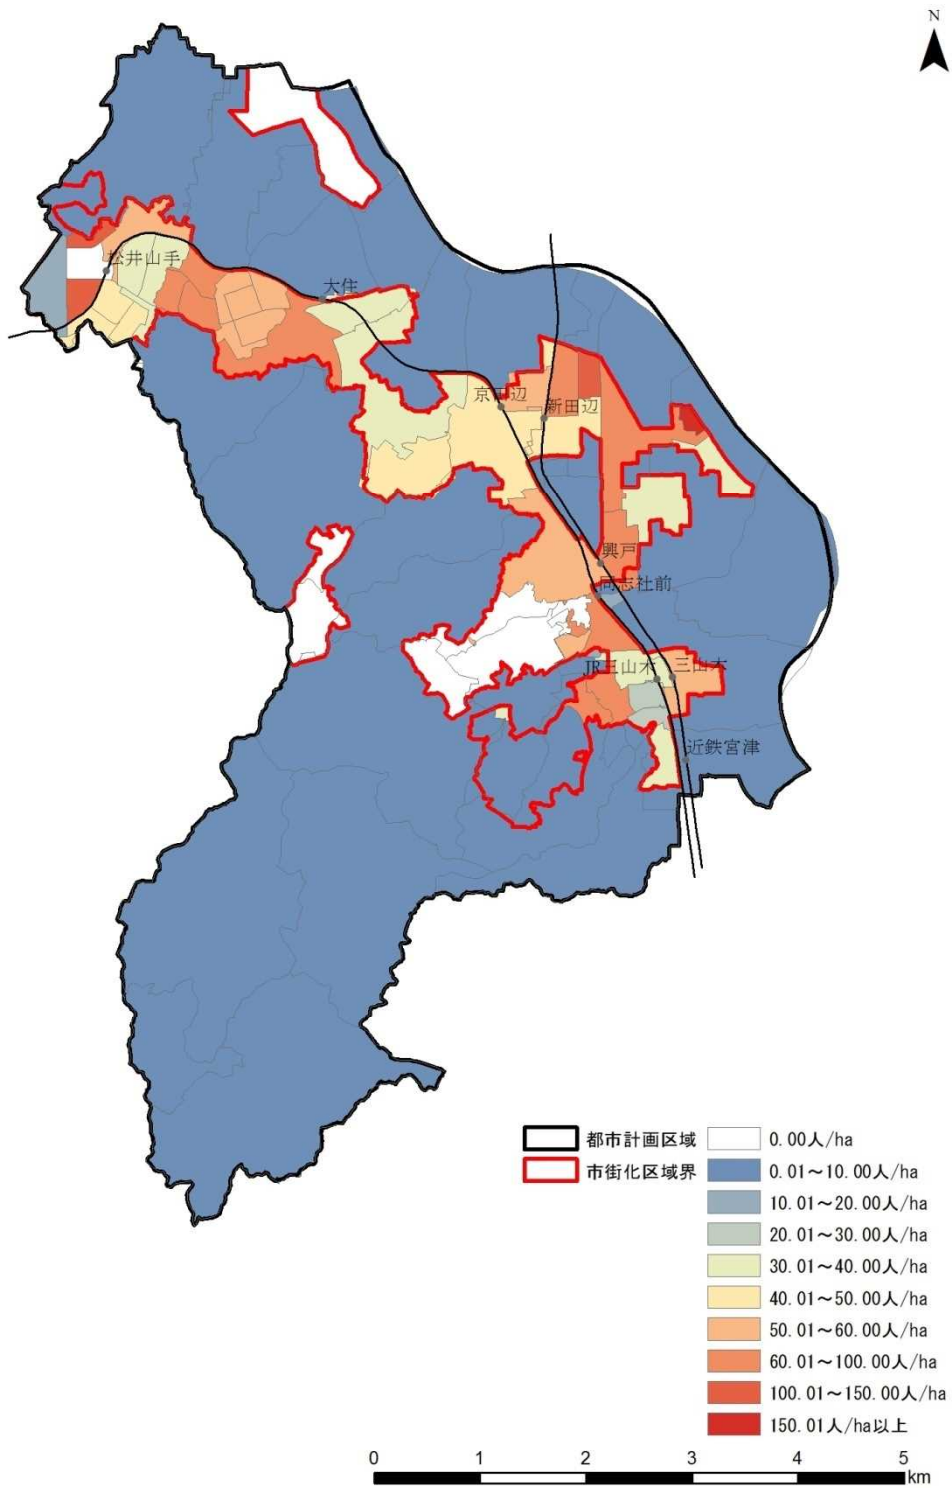 N
松井山手
大住
京田辺
新田辺
興戸
同志社前
JR三山木
三山木
近鉄宮津
都市計画区域
市街化区域界
0.00人/ha
0.01～10.00人/ha
10.01～20.00人/ha
20.01～30.00人/ha
30.01～40.00人/ha
40.01～50.00人/ha
50.01～60.00人/ha
60.01～100.00人/ha
100.01～150.00人/ha
150.01人/ha以上
0 1 2 3 4 5
km